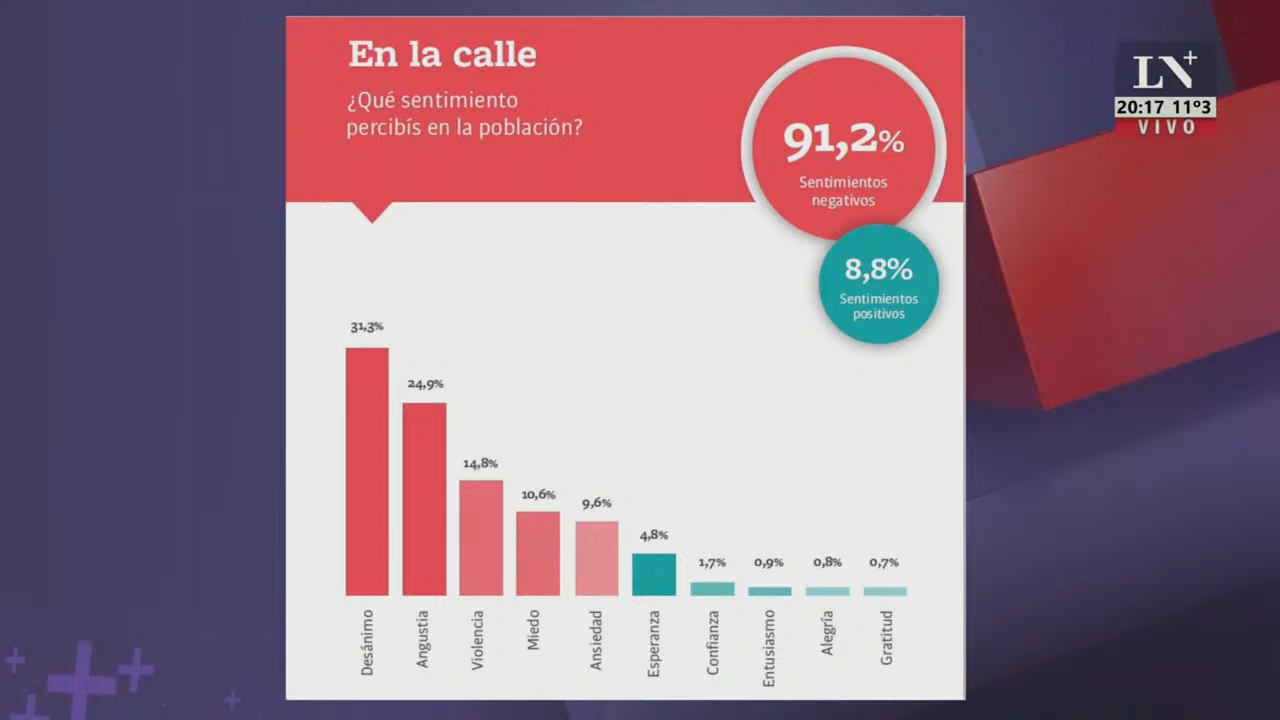 En la calle
¿Qué sentimiento
percibís en la población?
91,2%
Sentimientos
negativos
8,8%
Sentimientos
positivos
LN+
20:17 11º3
VIVO
31,3%
24,9%
14,8%
10,6%
9,6%
4,8%
1,7%
0,9%
0,8%
0,7%
Desánimo
Angustia
Violencia
Miedo
Ansiedad
Esperanza
Confianza
Entusiasmo
Alegría
Gratitud